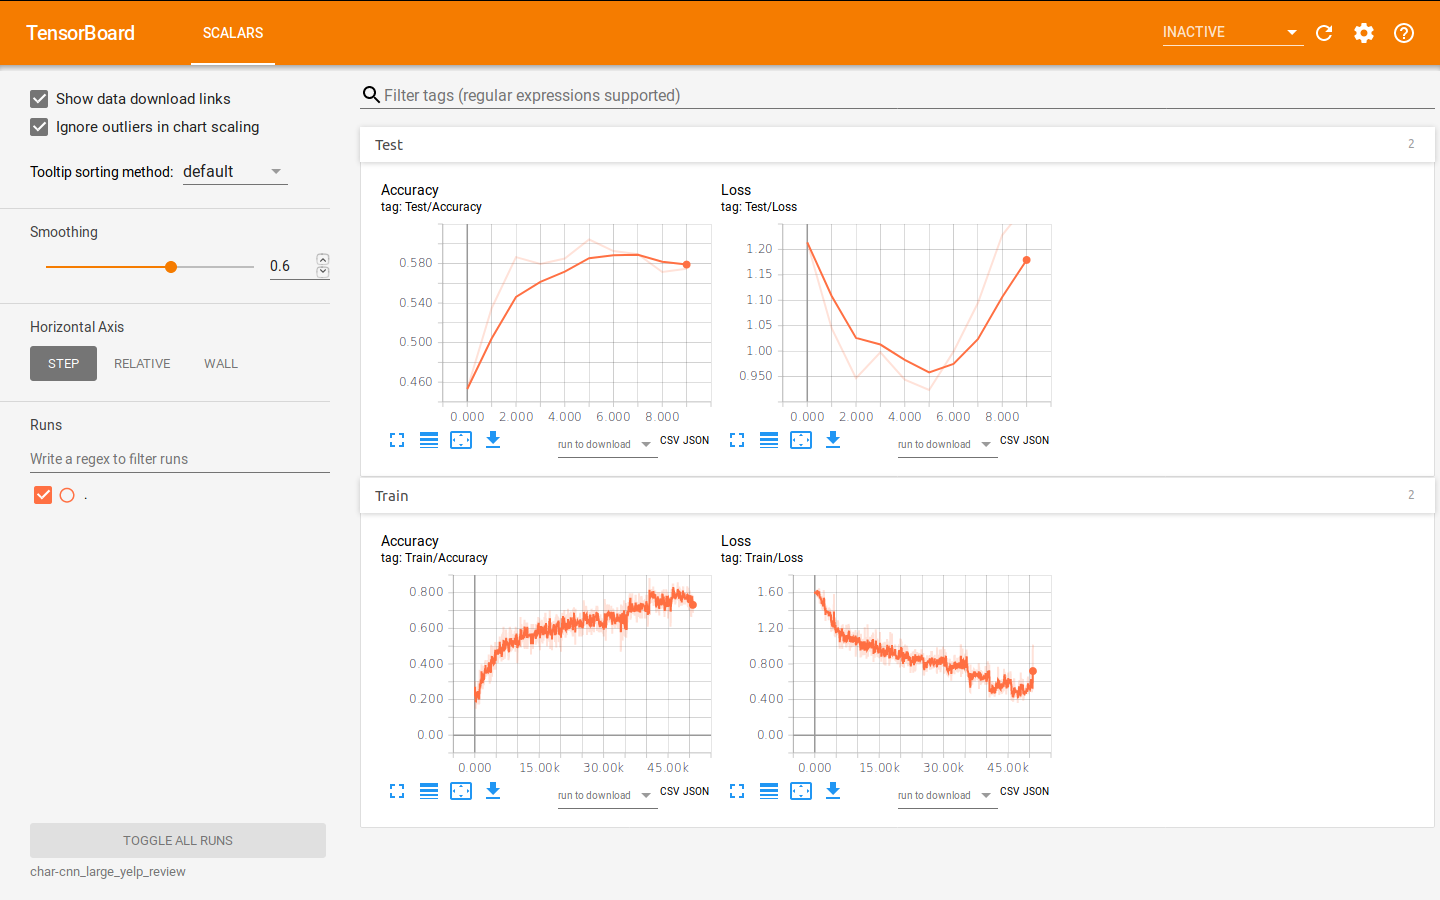 TensorBoard
SCALARS
INACTIVE
Show data download links
Ignore outliers in chart scaling
Tooltip sorting method: default
Smoothing
0.6
Horizontal Axis
STEP RELATIVE WALL
Runs
Write a regex to filter runs
.
TOGGLE ALL RUNS
char-cnn_large_yelp_review
Filter tags (regular expressions supported)
Test 2
Accuracy
tag: Test/Accuracy
0.580
0.540
0.500
0.460
0.000 2.000 4.000 6.000 8.000
run to download CSV JSON
Loss
tag: Test/Loss
1.20
1.15
1.10
1.05
1.00
0.950
0.000 2.000 4.000 6.000 8.000
run to download CSV JSON
Train 2
Accuracy
tag: Train/Accuracy
0.800
0.600
0.400
0.200
0.00
0.000 15.00k 30.00k 45.00k
run to download CSV JSON
Loss
tag: Train/Loss
1.60
1.20
0.800
0.400
0.00
0.000 15.00k 30.00k 45.00k
run to download CSV JSON